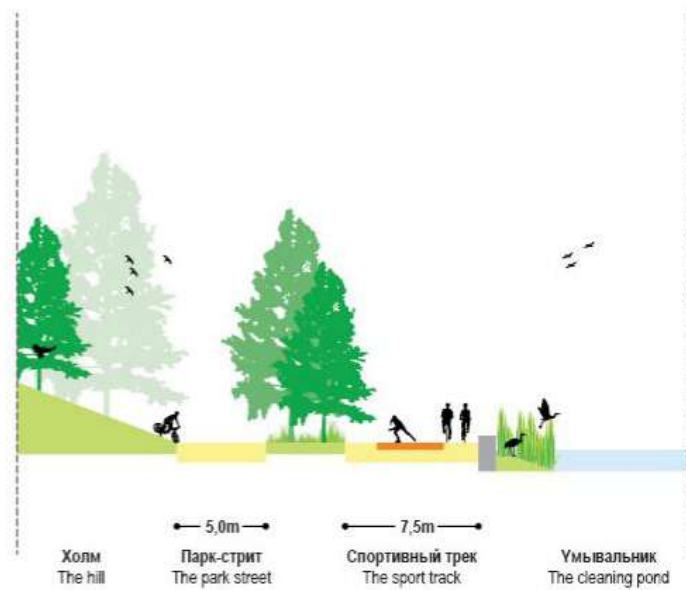 5,0m
7,5m
Холм
The hill
Парк-стрит
The park street
Спортивный трек
The sport track
Умывальник
The cleaning pond